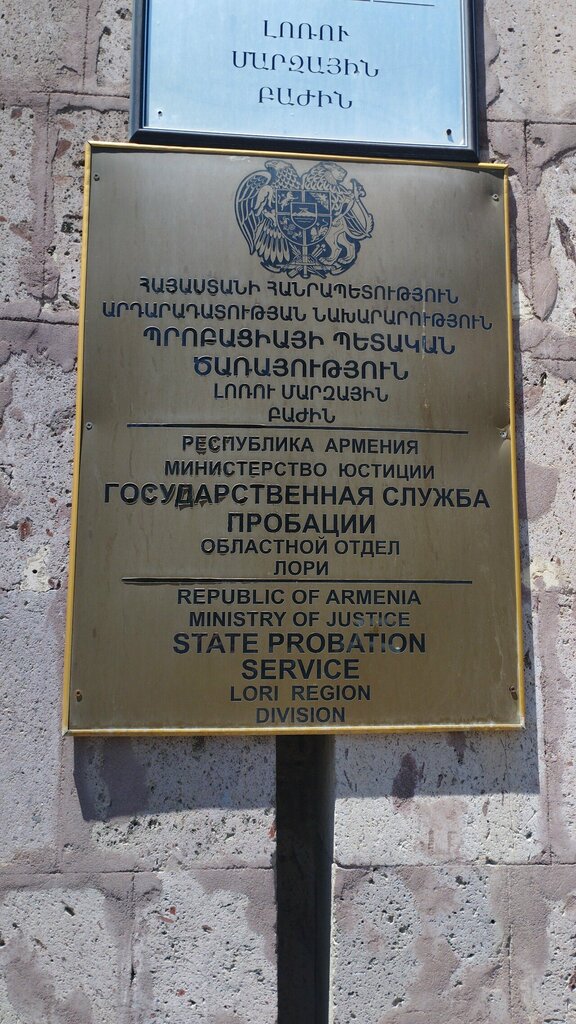 ԼՈՌՈՒ
ՄԱՐԶԱՅԻՆ
ԲԱԺԻՆ
ՀԱՅԱՍՏԱՆԻ ՀԱՆՐԱՊԵՏՈՒԹՅՈՒՆ
ԱՐԴԱՐԱԴԱՏՈՒԹՅԱՆ ՆԱԽԱՐԱՐՈՒԹՅՈՒՆ
ՊՐՈԲԱՑԻԱՅԻ ՊԵՏԱԿԱՆ
ԾԱՌԱՅՈՒԹՅՈՒՆ
ԼՈՌՈՒ ՄԱՐԶԱՅԻՆ
ԲԱԺԻՆ
РЕСПУБЛИКА АРМЕНИЯ
МИНИСТЕРСТВО ЮСТИЦИИ
ГОСУДАРСТВЕННАЯ СЛУЖБА
ПРОБАЦИИ
ОБЛАСТНОЙ ОТДЕЛ
ЛОРИ
REPUBLIC OF ARMENIA
MINISTRY OF JUSTICE
STATE PROBATION
SERVICE
LORI REGION
DIVISION